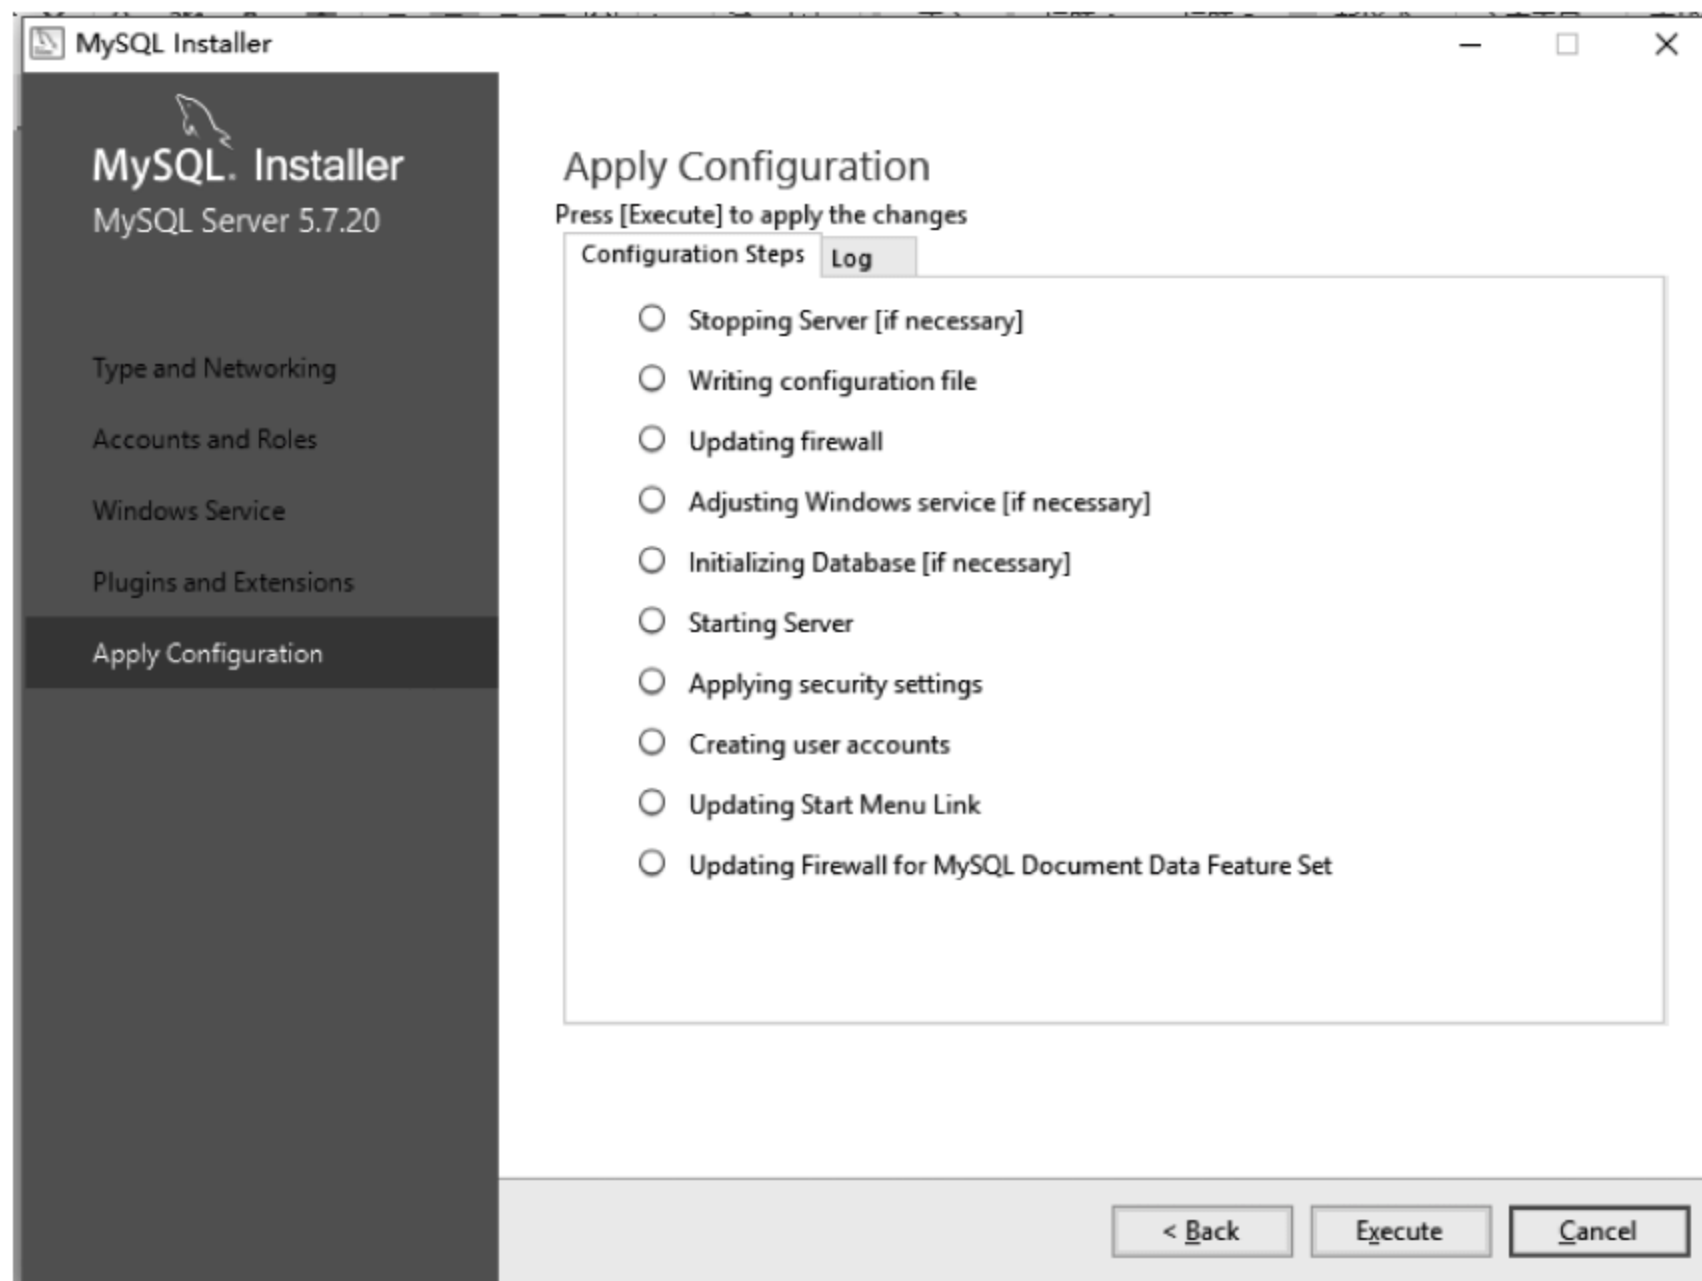 MySQL Installer
MySQL. Installer
MySQL Server 5.7.20
Type and Networking
Accounts and Roles
Windows Service
Plugins and Extensions
Apply Configuration
Apply Configuration
Press [Execute] to apply the changes
Configuration Steps Log
Stopping Server [if necessary]
Writing configuration file
Updating firewall
Adjusting Windows service [if necessary]
Initializing Database [if necessary]
Starting Server
Applying security settings
Creating user accounts
Updating Start Menu Link
Updating Firewall for MySQL Document Data Feature Set
< Back Execute Cancel